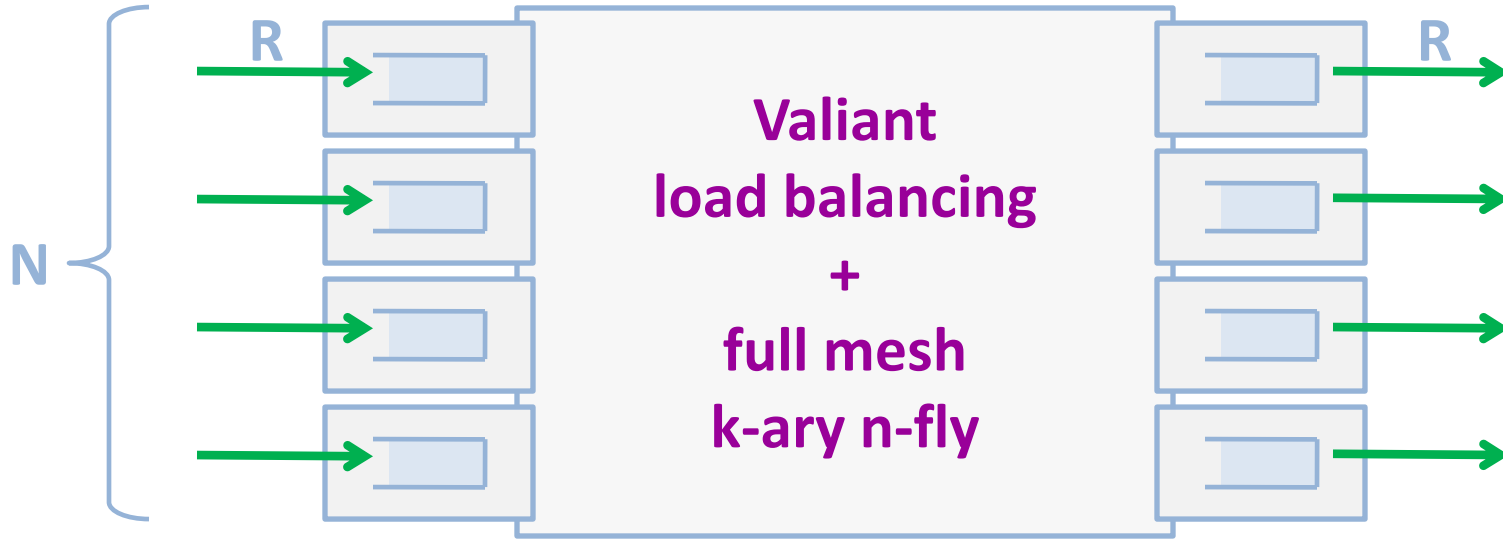 R
R
N
Valiant
load balancing
+
full mesh
k-ary n-fly